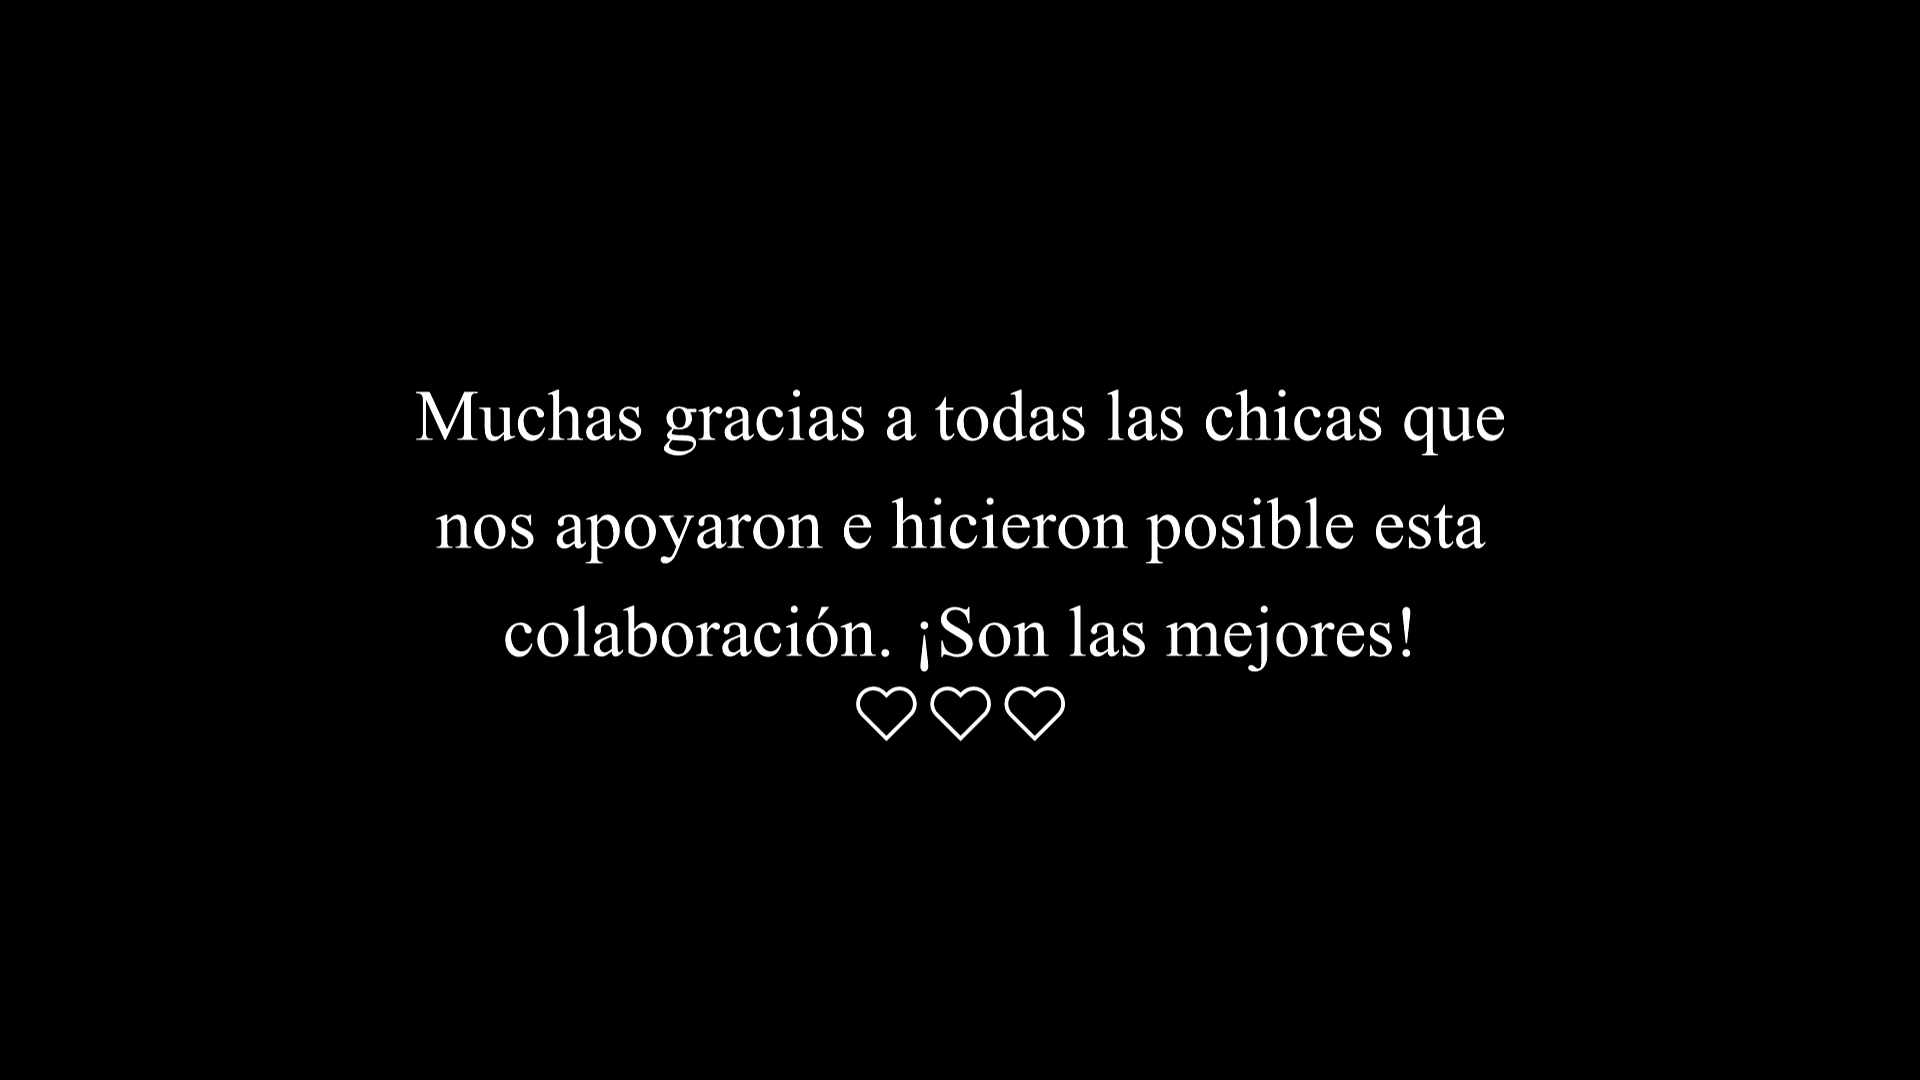 Muchas gracias a todas las chicas que
nos apoyaron e hicieron posible esta
colaboración. ¡Son las mejores!
♡♡♡